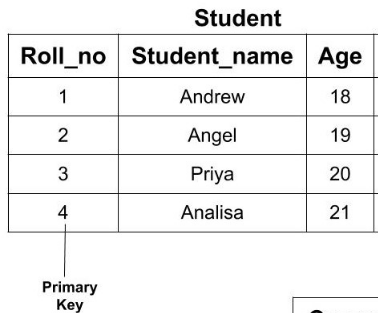 Student
Roll_no Student_name Age
1 Andrew 18
2 Angel 19
3 Priya 20
4 Analisa 21
Primary
Key